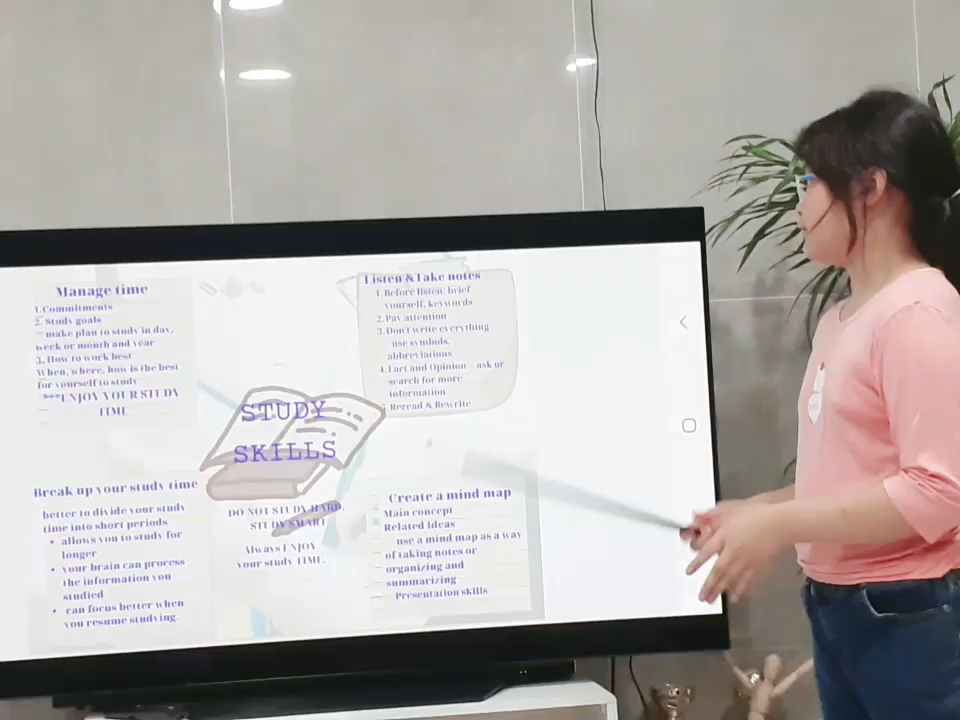 Manage time
1.Commitments
2. Study goals
make plan to study in day,
week or month and year
3. How to work best
When, where, how is the best
for yourself to study
***ENJOY YOUR STUDY
TIME
Listen &Take notes
1. Before listen, brief
yourself, keywords
2. Pay attention
3. Don't write everything
use symbols,
abbreviations
4. Fact and Opinion - ask or
search for more
information
5. Reread & Rewrite
STUDY
SKILLS
Break up your study time
better to divide your study
time into short periods
• allows you to study for
longer
• your brain can process
the information you
studied
• can focus better when
you resume studying.
DO NOT STUDY HARD,
STUDY SMART
Always ENJOY
your study TIME.
Create a mind map
Main concept
Related Ideas
use a mind map as a way
of taking notes or
organizing and
summarizing
Presentation skills